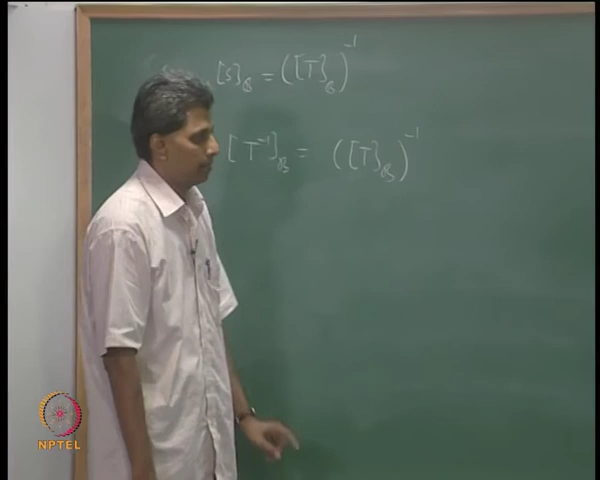 [S]_B = ([T]_B)^{-1}
[T^{-1}]_B = ([T]_B)^{-1}
NPTEL